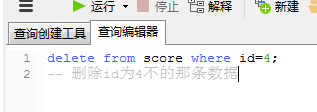 运行 停止 解释 新建
查询创建工具 查询编辑器
1 delete from score where id=4;
2 -- 删除id为4不的那条数据